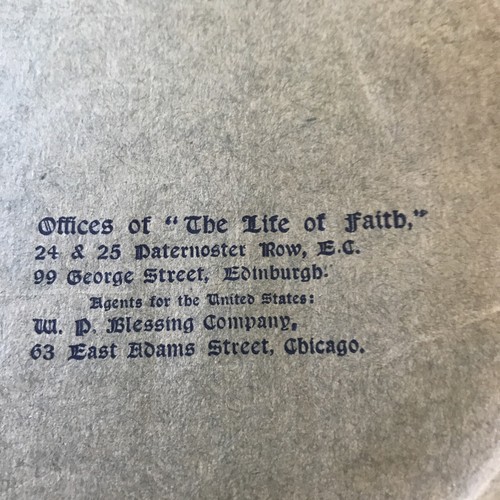 Offices of "The Life of Faith,"
24 & 25 Paternoster Row, E.C.
99 George Street, Edinburgh.
Agents for the United States:
W. P. Blessing Company,
63 East Adams Street, Chicago.